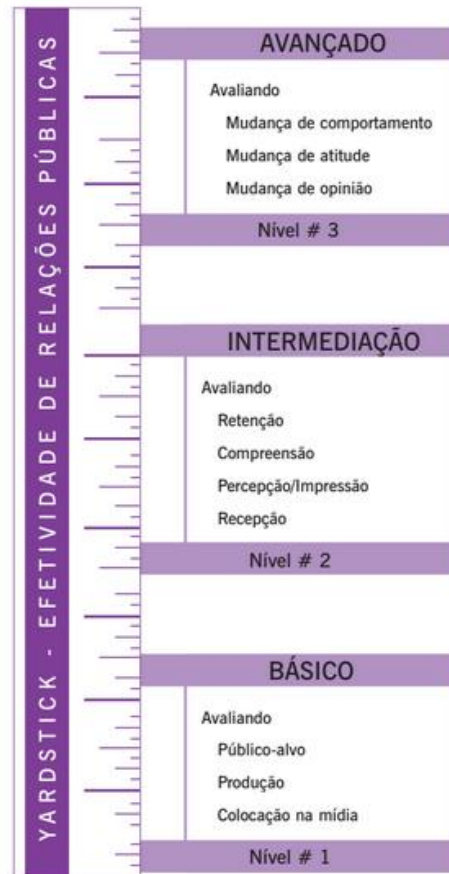 YARDSTICK - EFETIVIDADE DE RELAÇÕES PÚBLICAS
AVANÇADO
Avaliando
Mudança de comportamento
Mudança de atitude
Mudança de opinião
Nível # 3
INTERMEDIAÇÃO
Avaliando
Retenção
Compreensão
Percepção/Impressão
Recepção
Nível # 2
BÁSICO
Avaliando
Público-alvo
Produção
Colocação na mídia
Nível # 1